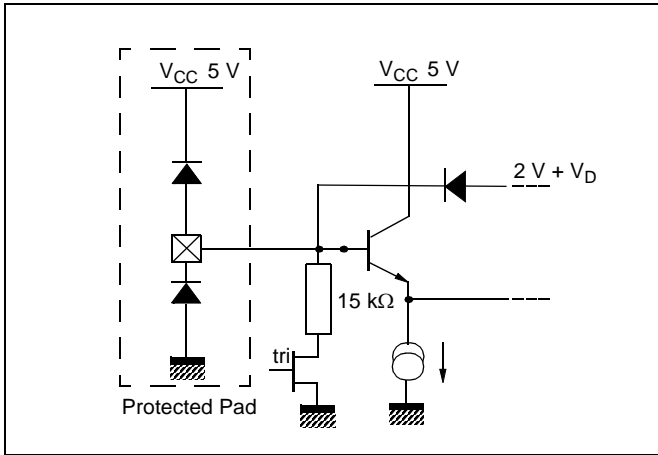 V_CC 5 V
V_CC 5 V
2 V + V_D
15 kΩ
tri
Protected Pad